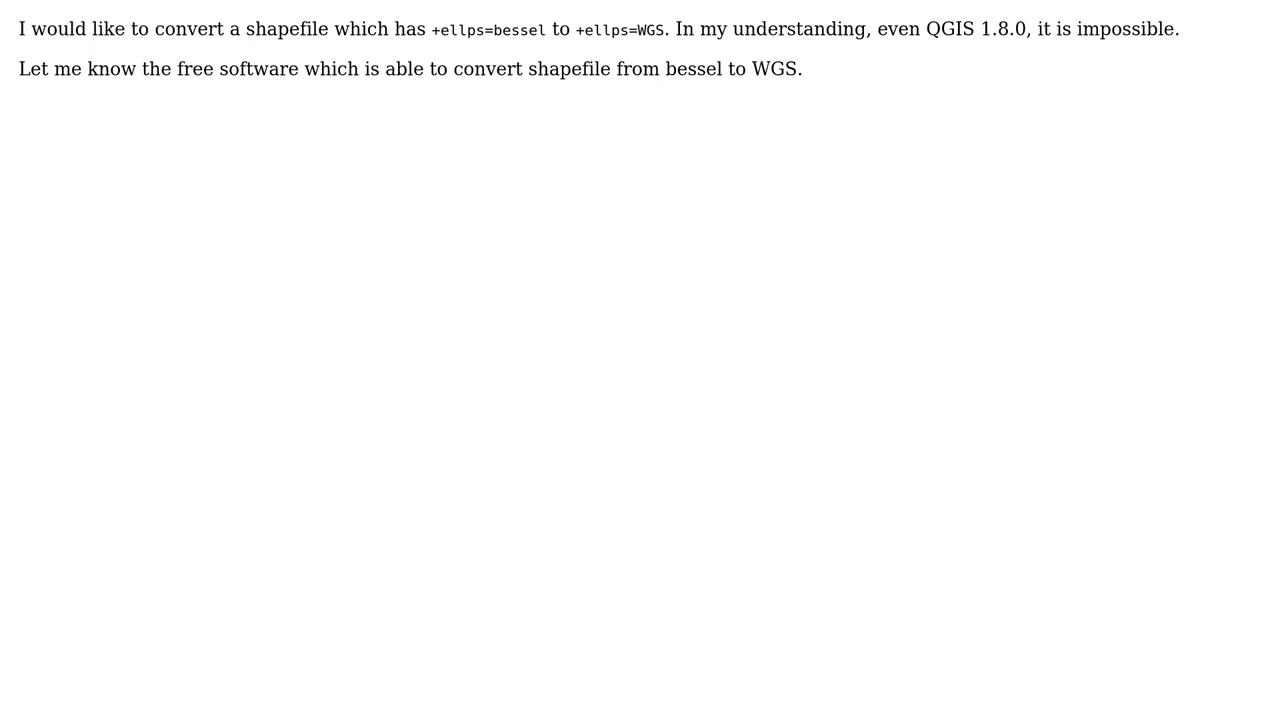 I would like to convert a shapefile which has +ellps=bessel to +ellps=WGS. In my understanding, even QGIS 1.8.0, it is impossible.
Let me know the free software which is able to convert shapefile from bessel to WGS.